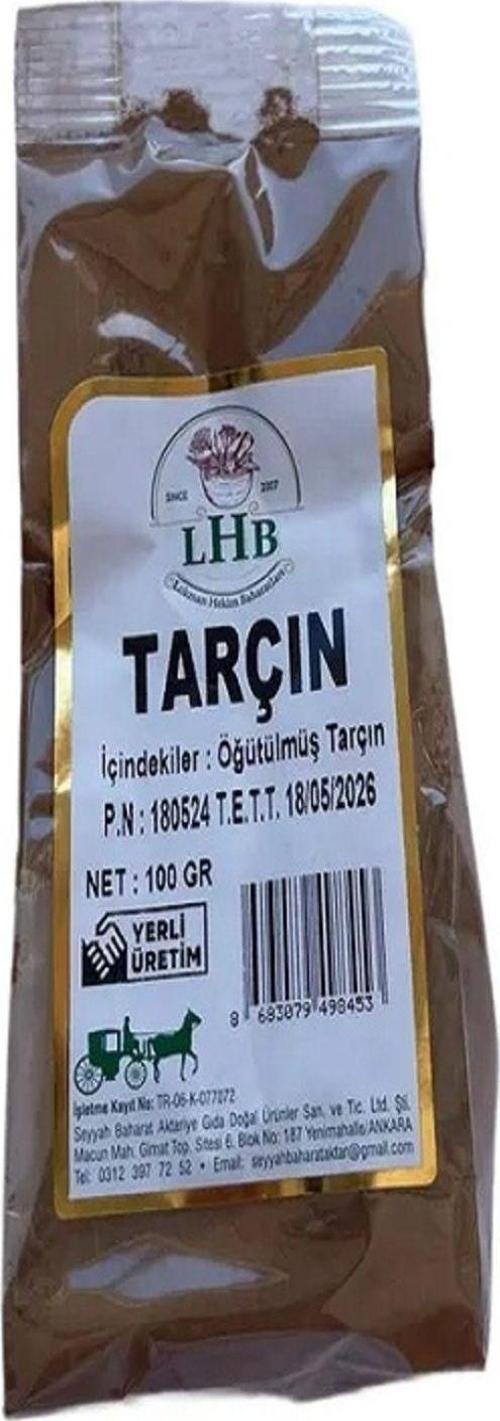 SINCE 2007
LHB
Lokman Hekim Baharatları
TARÇIN
İçindekiler : Öğütülmüş Tarçın
P.N : 180524 T.E.T.T. 18/05/2026
NET : 100 GR
YERLİ
ÜRETİM
8 683079 498453
İşletme Kayıt No: TR-06-K-077072
Seyyah Baharat Aktariye Gıda Doğal Ürünler San. ve Tic. Ltd. Şti.
Macun Mah. Gimat Top. Sitesi 6. Blok No: 187 Yenimahalle/ANKARA
Tel: 0312 397 72 52 • Email: seyyahbaharataktar@gmail.com